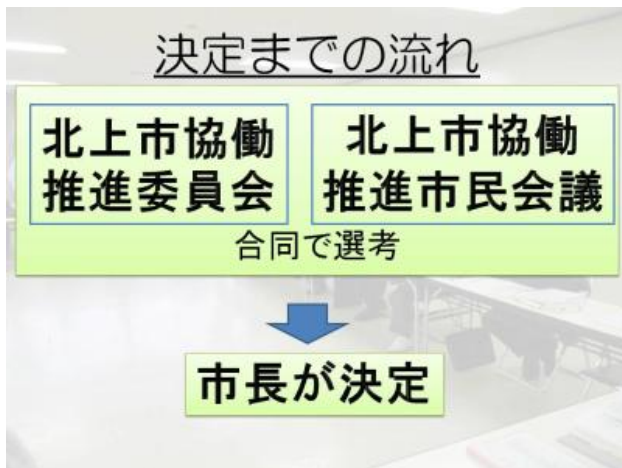 決定までの流れ
北上市協働
推進委員会
北上市協働
推進市民会議
合同で選考
市長が決定